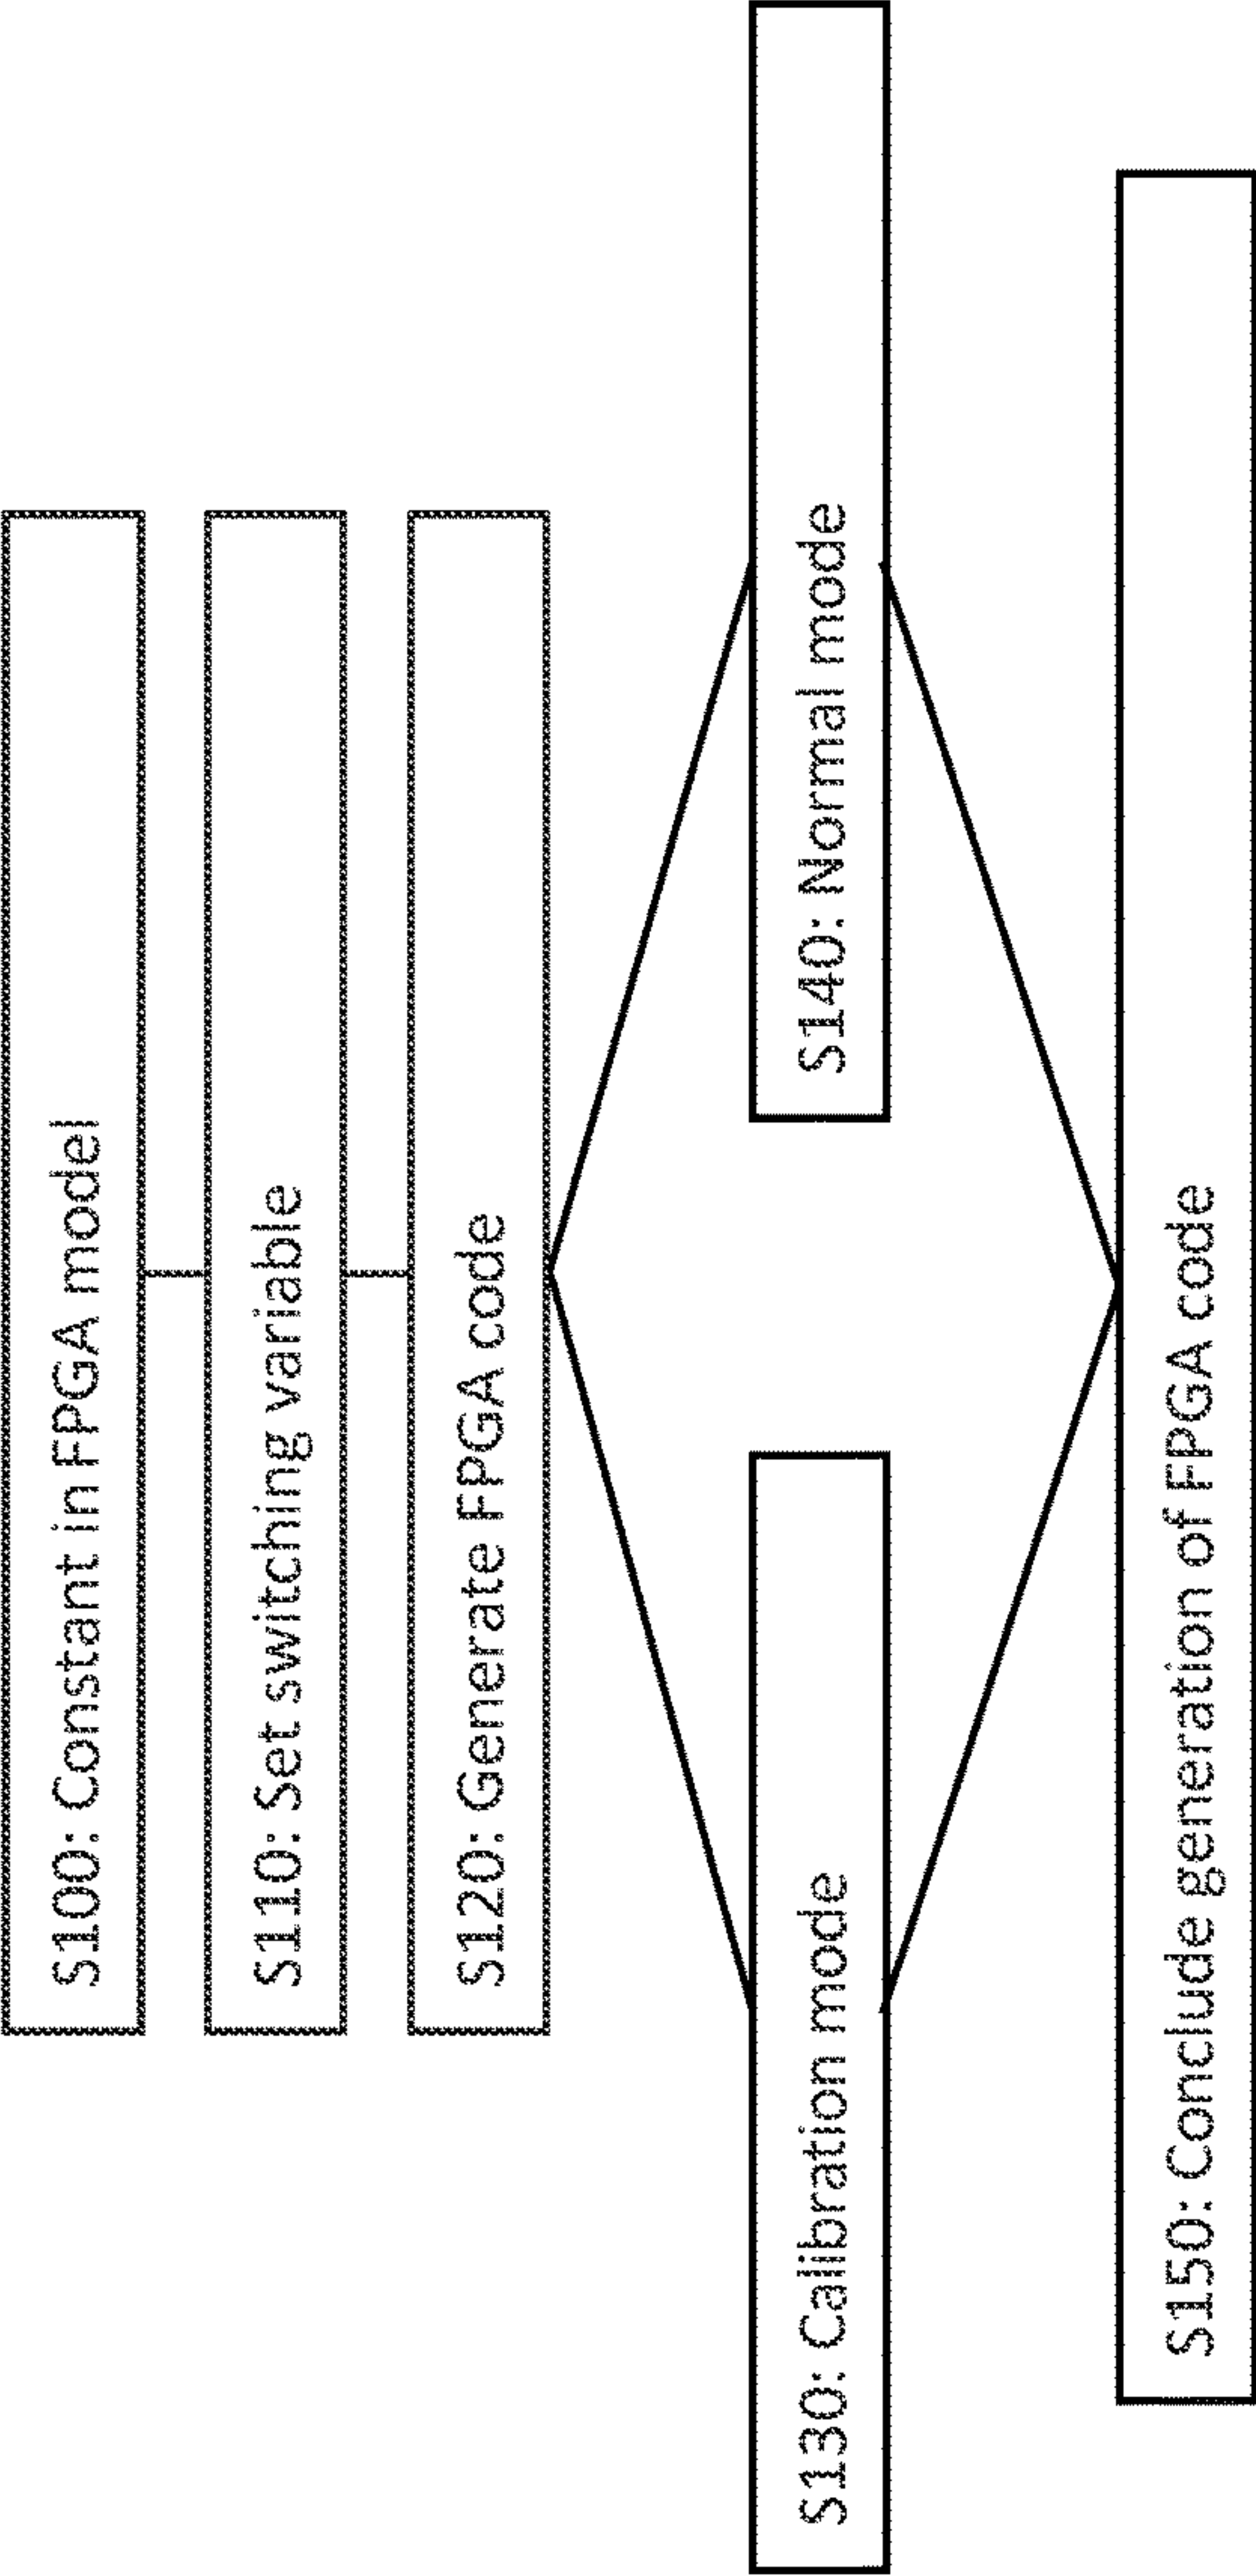 S100: Constant in FPGA model
S110: Set switching variable
S120: Generate FPGA code
S130: Calibration mode
S140: Normal mode
S150: Conclude generation of FPGA code